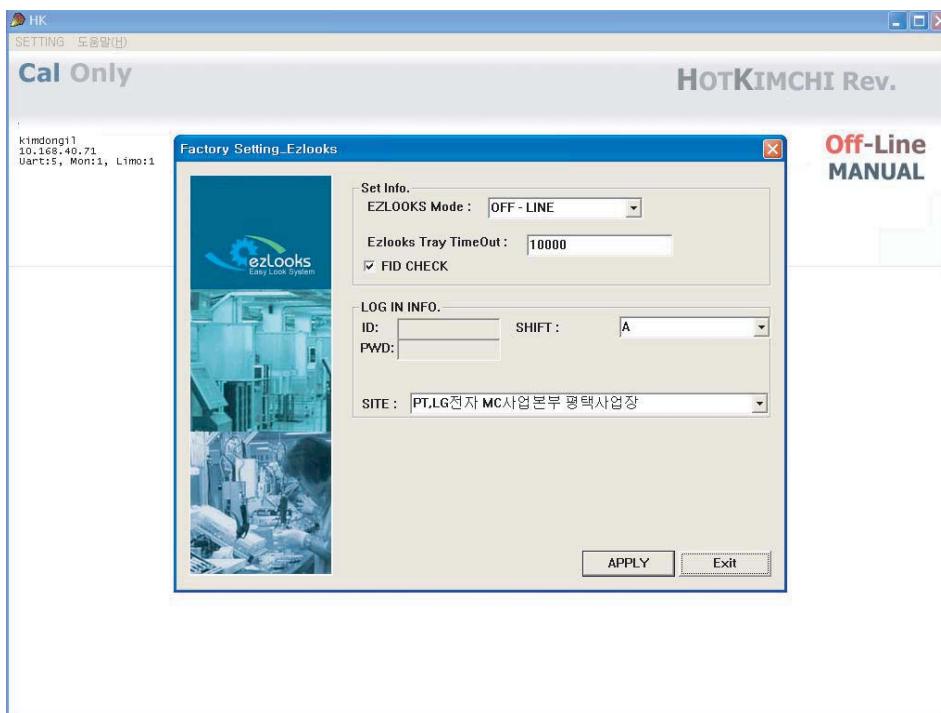 HK
SETTING 도움말(H)
Cal Only
HOTKIMCHI Rev.
kimdongil
10.168.40.71
Uart:5, Mon:1, Limo:1
Off-Line
MANUAL
Factory Setting_Ezlooks
ezLooks
Easy Look System
Set Info.
EZLOOKS Mode : OFF - LINE
Ezlooks Tray TimeOut : 10000
FID CHECK
LOG IN INFO.
ID: SHIFT : A
PWD:
SITE : PT,LG전자 MC사업본부 평택사업장
APPLY Exit